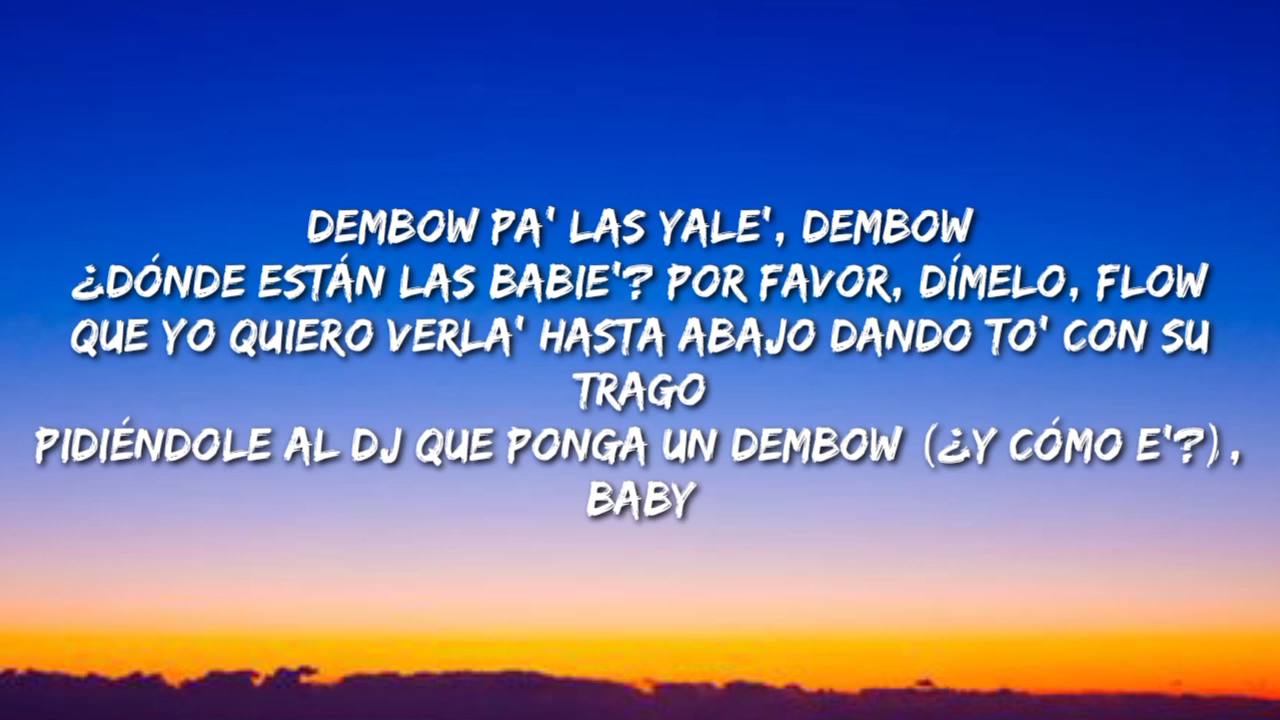 DEMBOW PA' LAS YALE', DEMBOW
¿DÓNDE ESTÁN LAS BABIE'? POR FAVOR, DÍMELO, FLOW
QUE YO QUIERO VERLA' HASTA ABAJO DANDO TO' CON SU
TRAGO
PIDIÉNDOLE AL DJ QUE PONGA UN DEMBOW (¿Y CÓMO E'?),
BABY